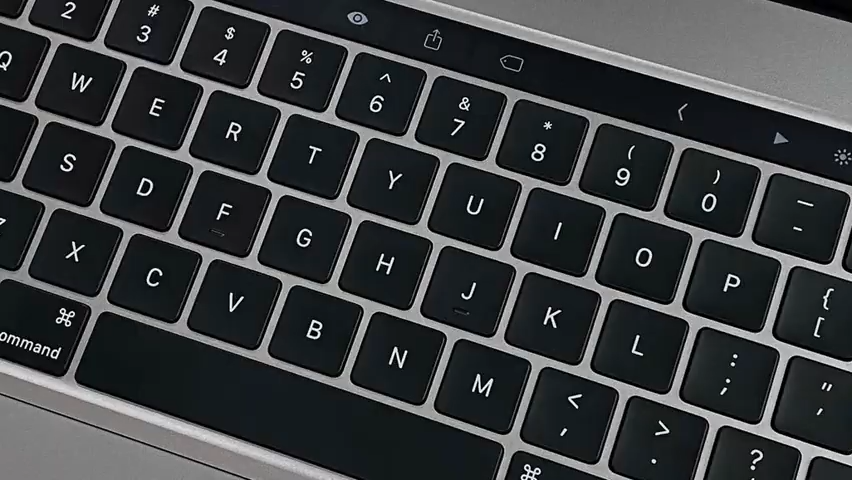 2 # 3 $ 4 % 5 ^ 6 & 7 * 8 ( 9 ) 0 — -
Q W E R T Y U I O P { [
S D F G H J K L : ; " ,
Z X C V B N M < , > . ?
⌘ ommand ⌘